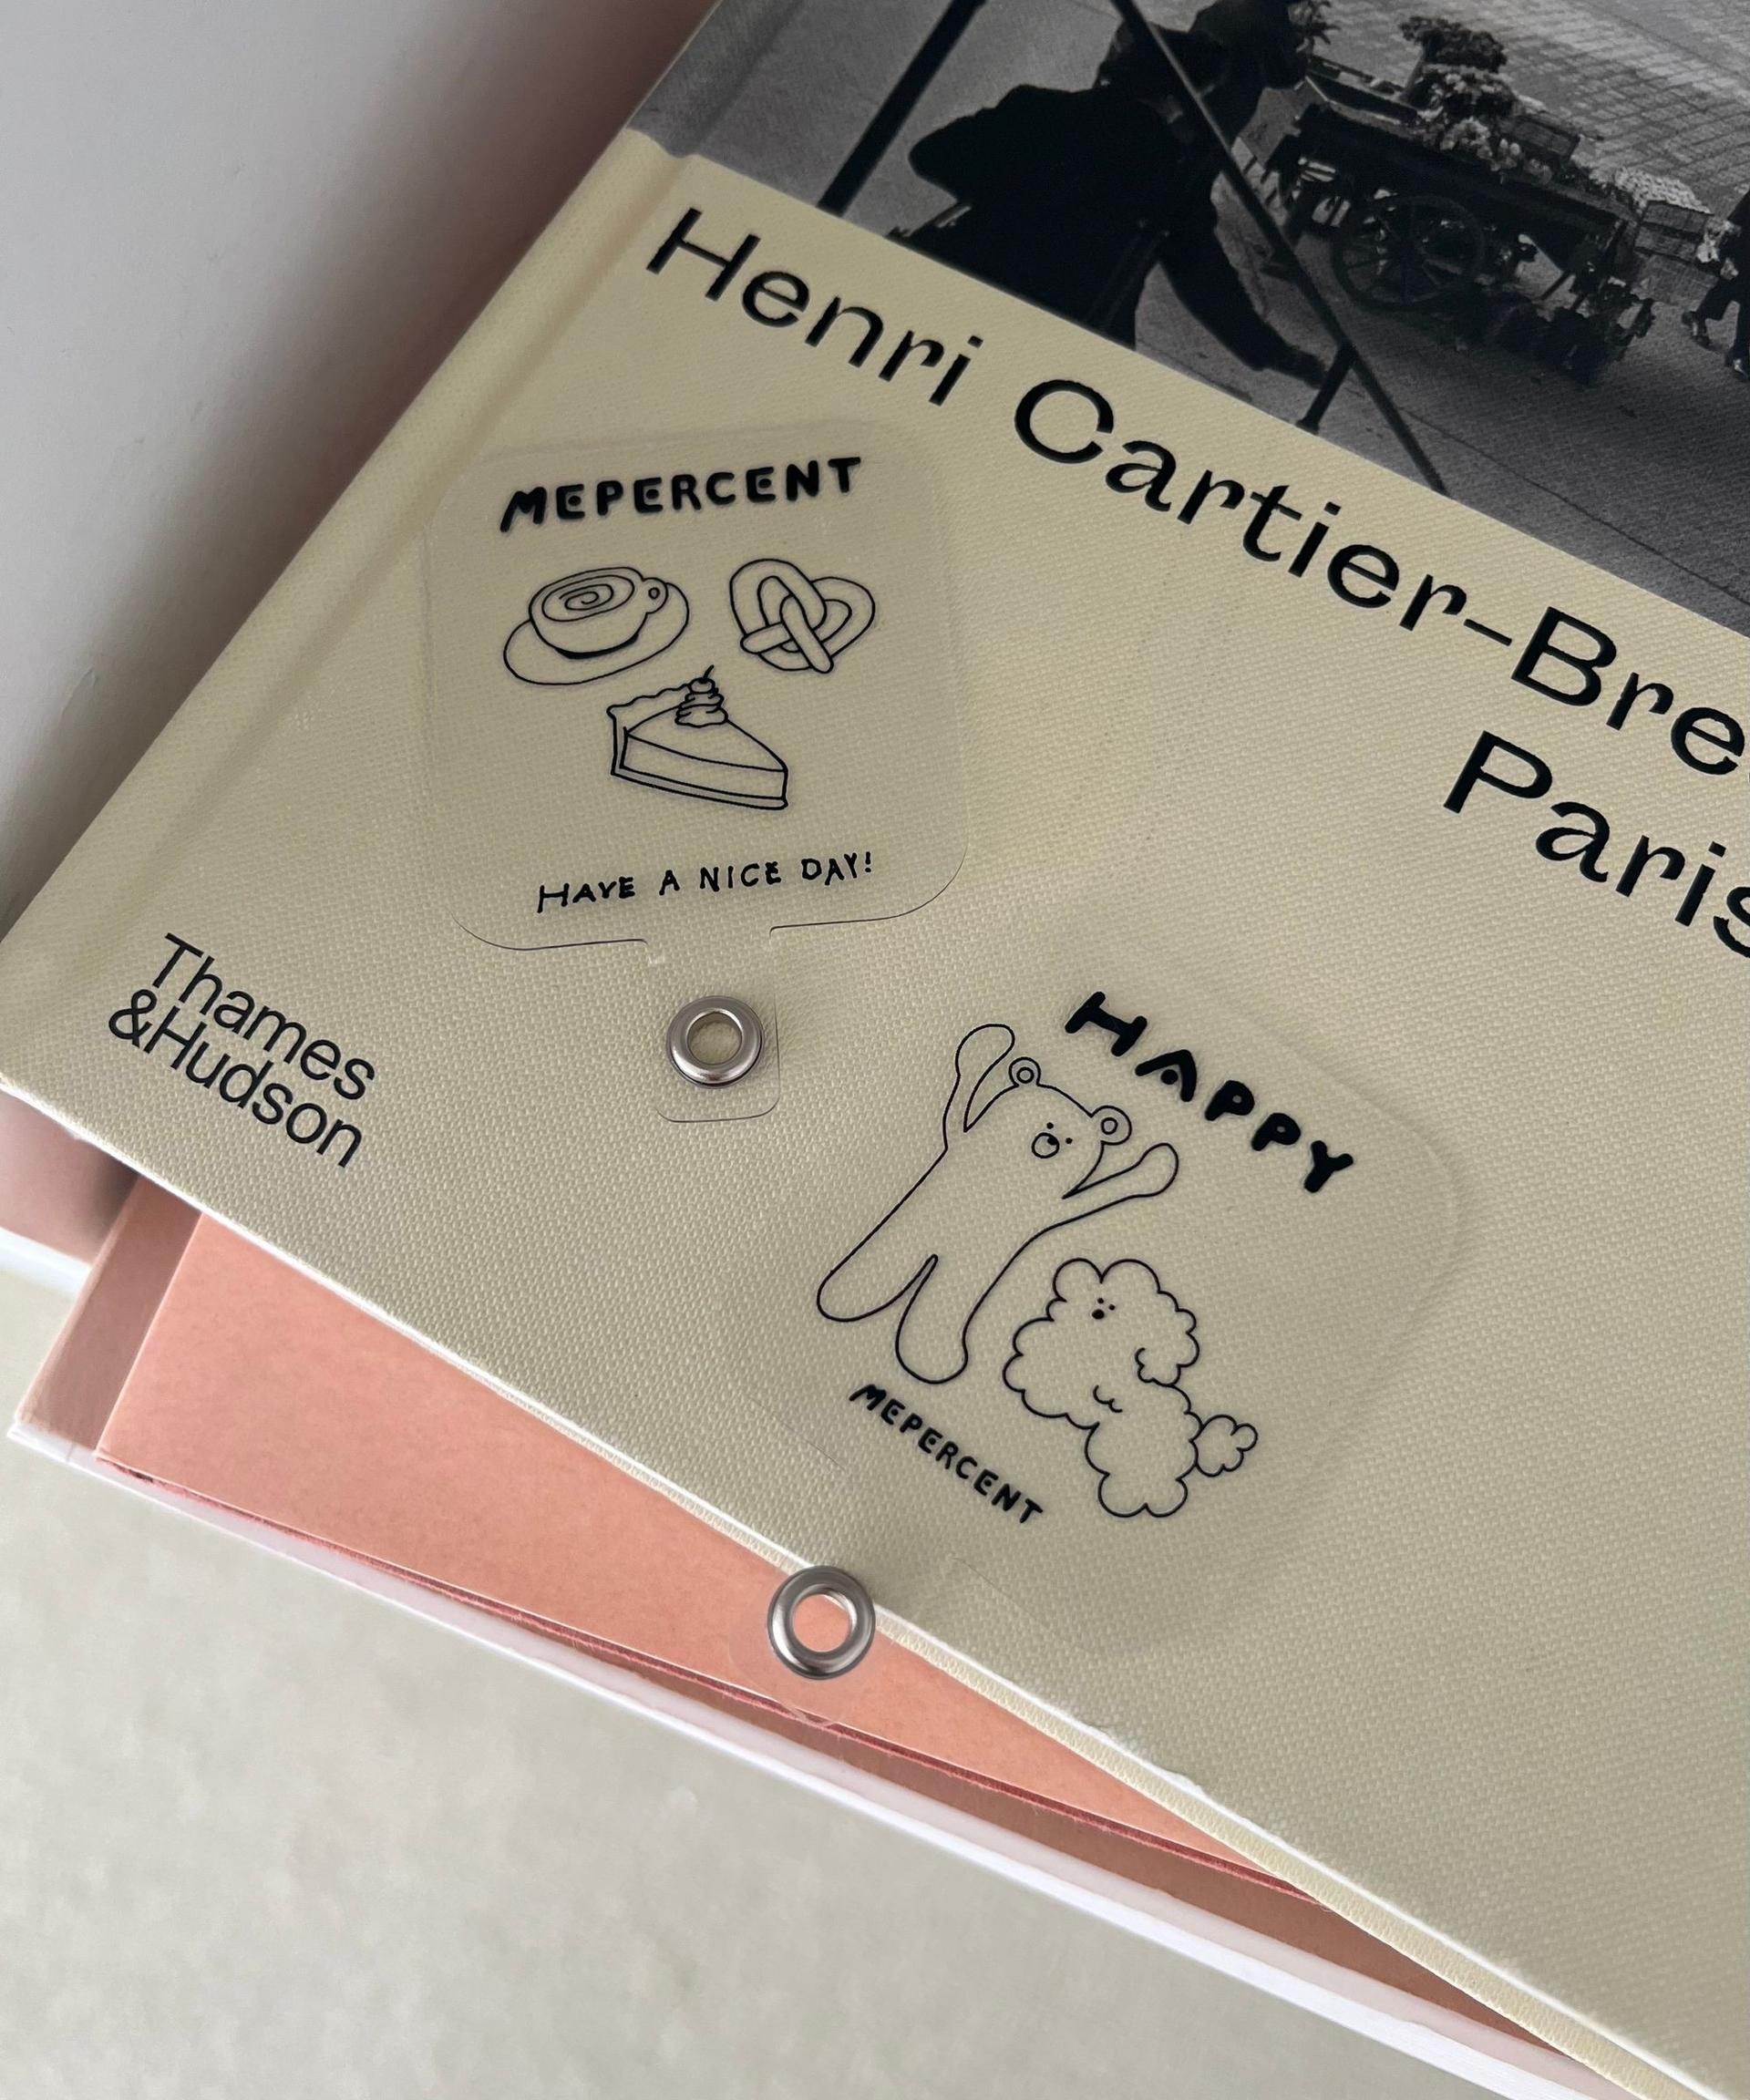 Henri Cartier-Bre
Paris
MEPERCENT
HAVE A NICE DAY!
Thames
&Hudson
HAPPY
MEPERCENT